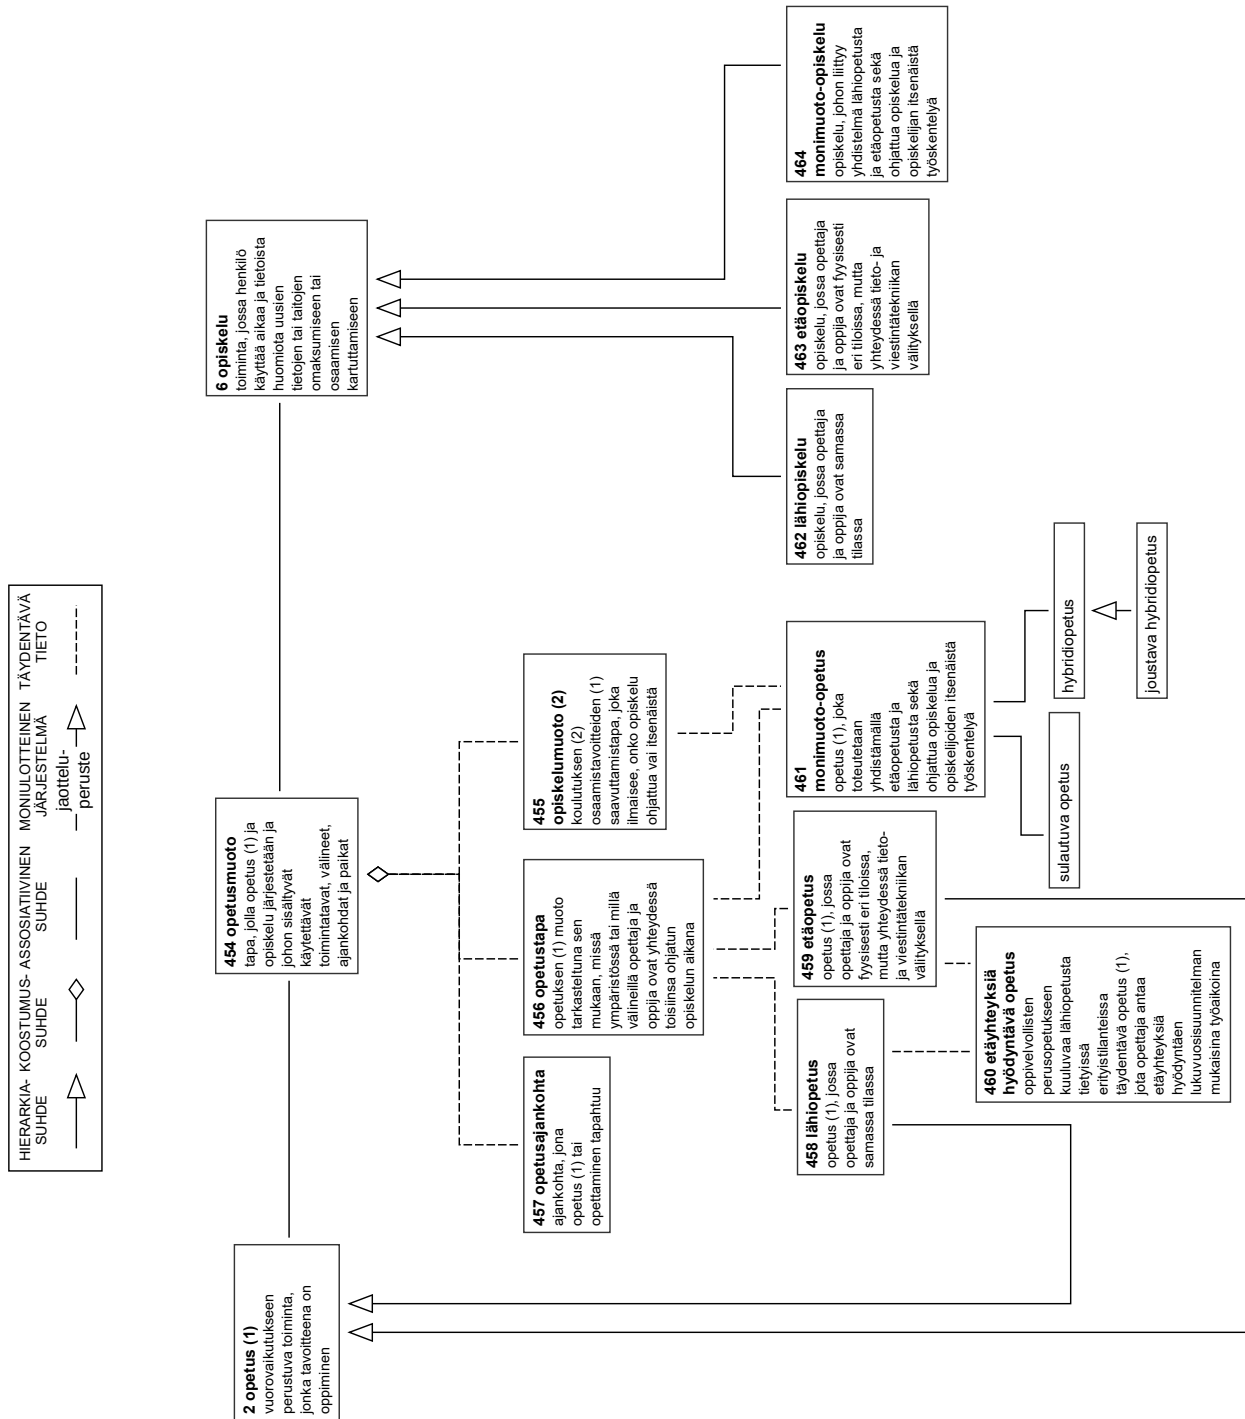 HIERARKIA- KOOSTUMUS- ASSOSIATIIVINEN MONIULOTTEINEN TÄYDENTÄVÄ
SUHDE SUHDE SUHDE JÄRJESTELMÄ TIETO
jaottelu-
peruste
2 opetus (1)
vuorovaikutukseen
perustuva toiminta,
jonka tavoitteena on
oppiminen
454 opetusmuoto
tapa, jolla opetus (1) ja
opiskelu järjestetään ja
johon sisältyvät
käytettävät
toimintatavat, välineet,
ajankohdat ja paikat
6 opiskelu
toiminta, jossa henkilö
käyttää aikaa ja tietoista
huomiota uusien
tietojen tai taitojen
omaksumiseen tai
osaamisen
kartuttamiseen
457 opetusajankohta
ajankohta, jona
opetus (1) tai
opettaminen tapahtuu
456 opetustapa
opetuksen (1) muoto
tarkasteltuna sen
mukaan, missä
ympäristössä tai millä
välineillä opettaja ja
oppija ovat yhteydessä
toisiinsa ohjatun
opiskelun aikana
455
opiskelumuoto (2)
koulutuksen (2)
osaamistavoitteiden (1)
saavuttamistapa, joka
ilmaisee, onko opiskelu
ohjattua vai itsenäistä
458 lähiopetus
opetus (1), jossa
opettaja ja oppija ovat
samassa tilassa
459 etäopetus
opetus (1), jossa
opettaja ja oppija ovat
fyysisesti eri tiloissa,
mutta yhteydessä tieto-
ja viestintätekniikan
välityksellä
461
monimuoto-opetus
opetus (1), joka
toteutetaan
yhdistämällä
etäopetusta ja
lähiopetusta sekä
ohjattua opiskelua ja
opiskelijoiden itsenäistä
työskentelyä
462 lähiopiskelu
opiskelu, jossa opettaja
ja oppija ovat samassa
tilassa
463 etäopiskelu
opiskelu, jossa opettaja
ja oppija ovat fyysisesti
eri tiloissa, mutta
yhteydessä tieto- ja
viestintätekniikan
välityksellä
464
monimuoto-opiskelu
opiskelu, johon liittyy
yhdistelmä lähiopetusta
ja etäopetusta sekä
ohjattua opiskelua ja
opiskelijan itsenäistä
työskentelyä
460 etäyhteyksiä
hyödyntävä opetus
oppivelvollisten
perusopetukseen
kuuluvaa lähiopetusta
tietyissä
erityistilanteissa
täydentävä opetus (1),
jota opettaja antaa
etäyhteyksiä
hyödyntäen
lukuvuosisuunnitelman
mukaisina työaikoina
sulautuva opetus
hybridiopetus
joustava hybridiopetus